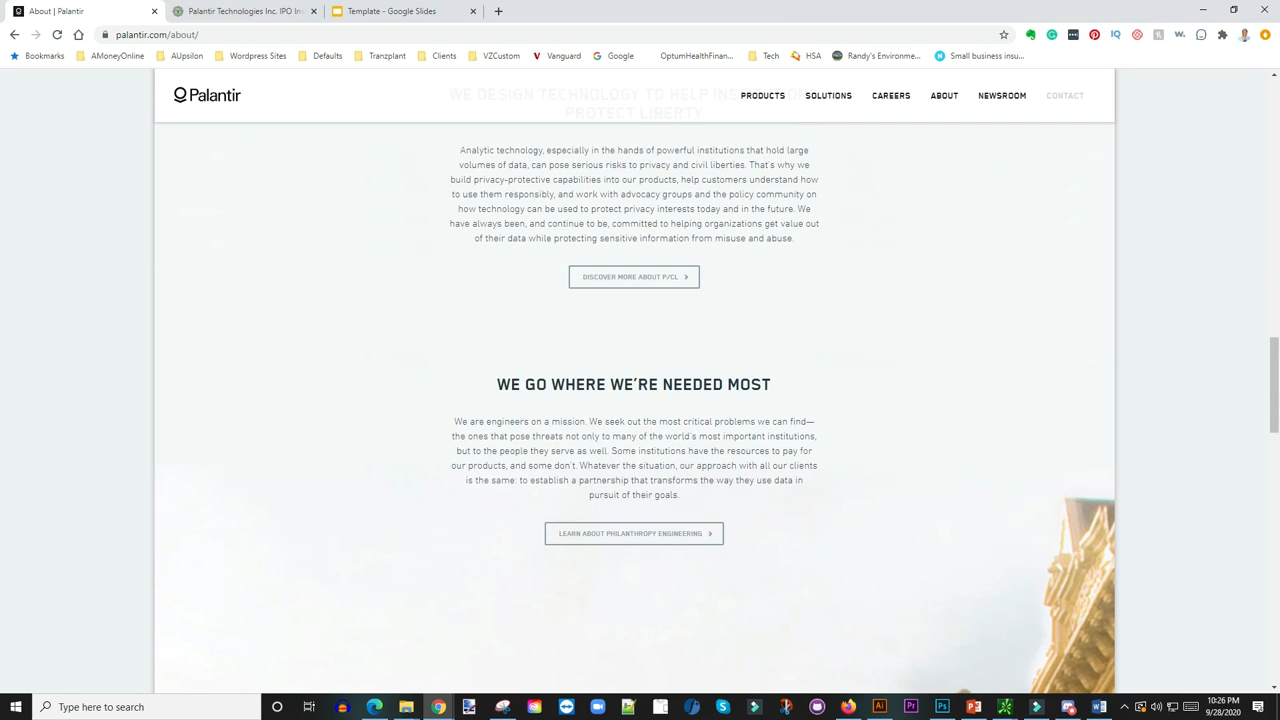 About | Palantir
Palantir Technologies Inc. IPO In
Template - Google Slides
palantir.com/about/
Bookmarks
AMoneyOnline
AUpsilon
Wordpress Sites
Defaults
Tranzplant
Clients
VZCustom
Vanguard
Google
OptumHealthFinan...
Tech
HSA
Randy's Environme...
Small business insu...
Palantir
PRODUCTS
SOLUTIONS
CAREERS
ABOUT
NEWSROOM
CONTACT
WE DESIGN TECHNOLOGY TO HELP
PROTECT LIBERTY
Analytic technology, especially in the hands of powerful institutions that hold large
volumes of data, can pose serious risks to privacy and civil liberties. That's why we
build privacy-protective capabilities into our products, help customers understand how
to use them responsibly, and work with advocacy groups and the policy community on
how technology can be used to protect privacy interests today and in the future. We
have always been, and continue to be, committed to helping organizations get value out
of their data while protecting sensitive information from misuse and abuse.
DISCOVER MORE ABOUT P/CL
WE GO WHERE WE'RE NEEDED MOST
We are engineers on a mission. We seek out the most critical problems we can find—
the ones that pose threats not only to many of the world's most important institutions,
but to the people they serve as well. Some institutions have the resources to pay for
our products, and some don't. Whatever the situation, our approach with all our clients
is the same: to establish a partnership that transforms the way they use data in
pursuit of their goals.
LEARN ABOUT PHILANTHROPY ENGINEERING
Type here to search
10:26 PM
9/28/2020